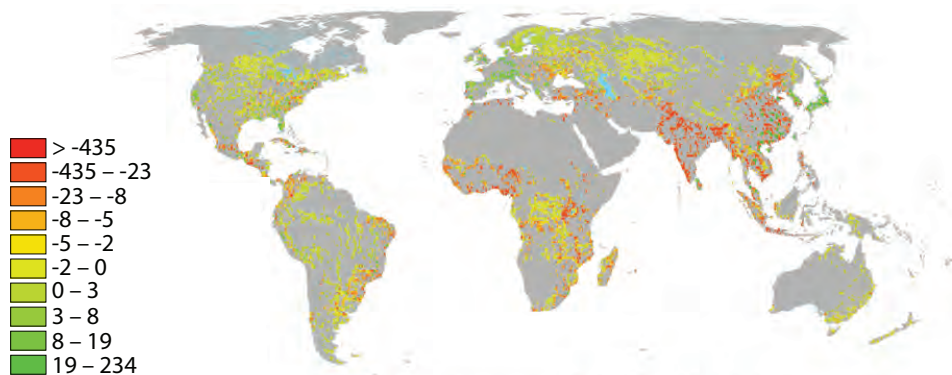 > -435
-435 – -23
-23 – -8
-8 – -5
-5 – -2
-2 – 0
0 – 3
3 – 8
8 – 19
19 – 234